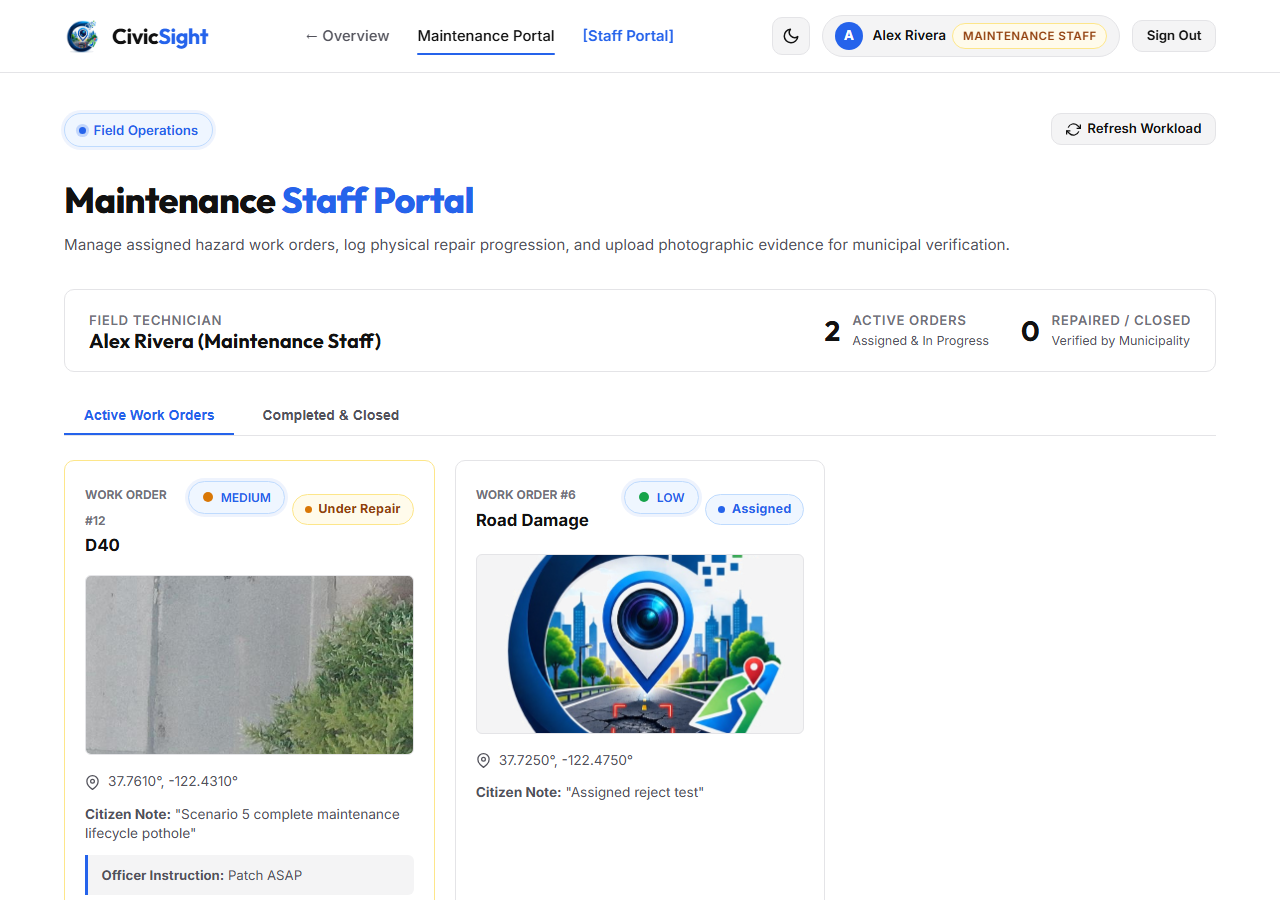 CivicSight
← Overview
Maintenance Portal
[Staff Portal]
A
Alex Rivera
MAINTENANCE STAFF
Sign Out
Field Operations
Refresh Workload
Maintenance Staff Portal
Manage assigned hazard work orders, log physical repair progression, and upload photographic evidence for municipal verification.
FIELD TECHNICIAN
Alex Rivera (Maintenance Staff)
2
ACTIVE ORDERS
Assigned & In Progress
0
REPAIRED / CLOSED
Verified by Municipality
Active Work Orders
Completed & Closed
WORK ORDER
#12
D40
MEDIUM
Under Repair
37.7610°, -122.4310°
Citizen Note: "Scenario 5 complete maintenance
lifecycle pothole"
Officer Instruction: Patch ASAP
WORK ORDER #6
Road Damage
LOW
Assigned
37.7250°, -122.4750°
Citizen Note: "Assigned reject test"